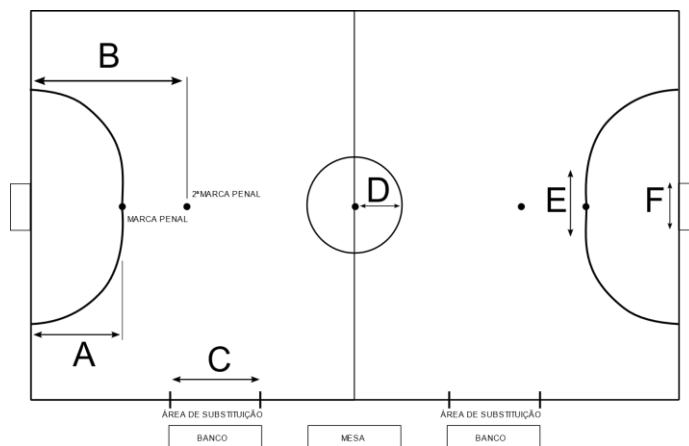 B
2ªMARCA PENAL
D
E
F
MARCA PENAL
A
C
ÁREA DE SUBSTITUIÇÃO
ÁREA DE SUBSTITUIÇÃO
BANCO
MESA
BANCO